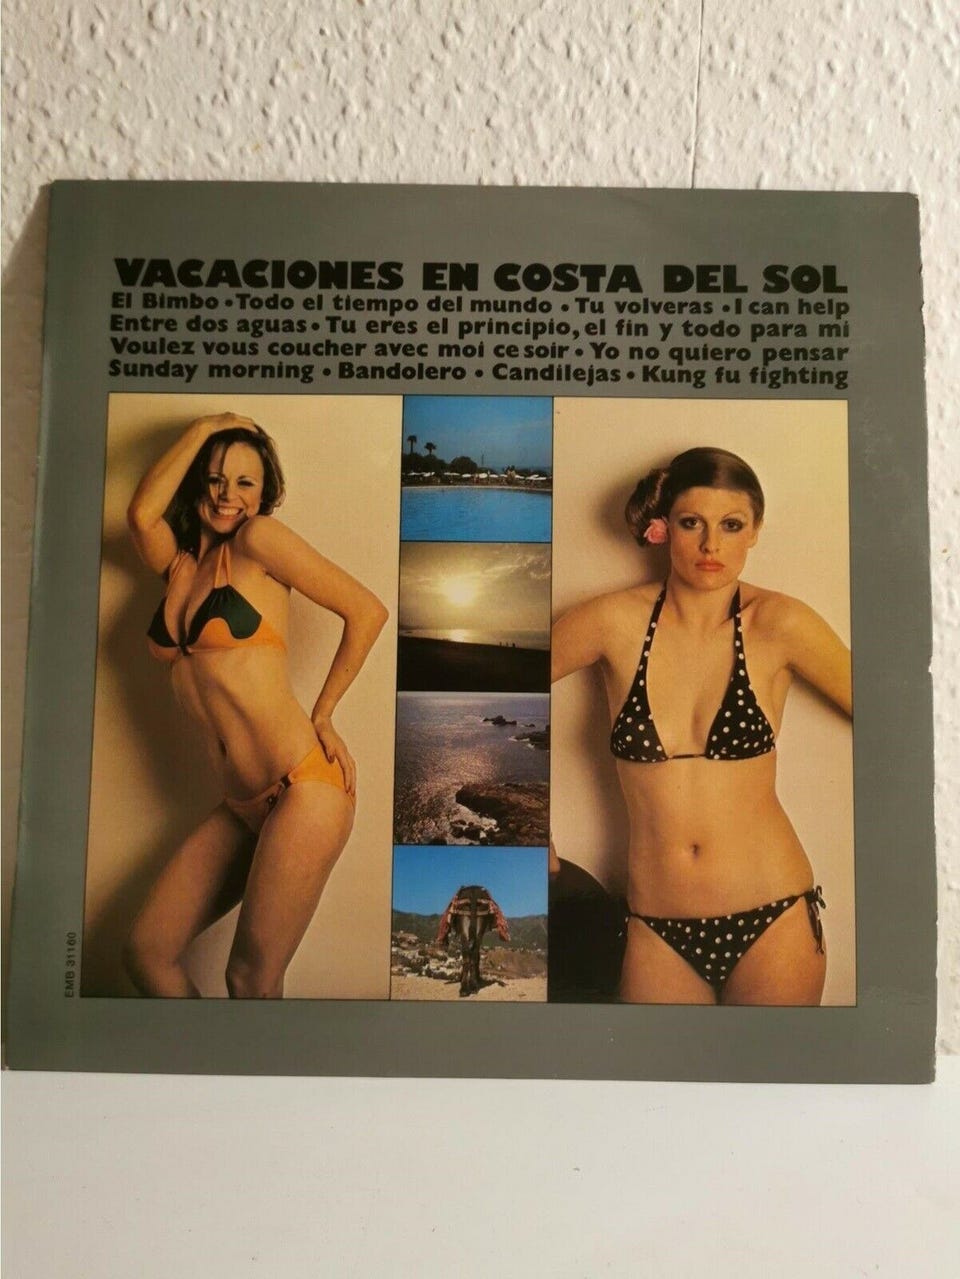 VACACIONES EN COSTA DEL SOL
El Bimbo • Todo el tiempo del mundo • Tu volveras • I can help
Entre dos aguas • Tu eres el principio, el fin y todo para mi
Voulez vous coucher avec moi ce soir • Yo no quiero pensar
Sunday morning • Bandolero • Candilejas • Kung fu fighting
EMB 31160